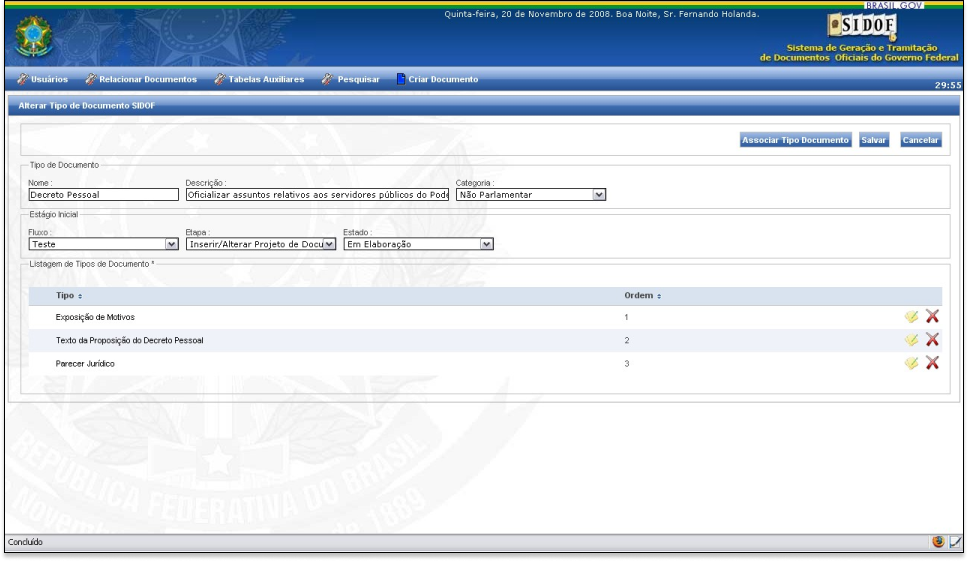 BRASIL.GOV
Quinta-feira, 20 de Novembro de 2008. Boa Noite, Sr. Fernando Holanda.
SIDOF
Sistema de Geração e Tramitação
de Documentos Oficiais do Governo Federal
Usuários Relacionar Documentos Tabelas Auxiliares Pesquisar Criar Documento
29:55
Alterar Tipo de Documento SIDOF
Associar Tipo Documento Salvar Cancelar
Tipo de Documento
Nome : Descrição : Categoria :
Decreto Pessoal Oficializar assuntos relativos aos servidores públicos do Pode Não Parlamentar
Estágio Inicial
Fluxo : Etapa : Estado :
Teste Inserir/Alterar Projeto de Docu Em Elaboração
Listagem de Tipos de Documento *
Tipo Ordem
Exposição de Motivos 1
Texto da Proposição do Decreto Pessoal 2
Parecer Jurídico 3
REPÚBLICA FEDERATIVA DO BRASIL
Novembro de 1889
Concluído